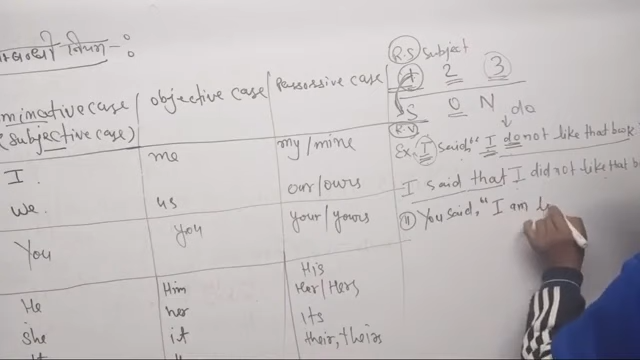 नियम -:
R.S subject
1 2 3
S O N
R.V
minative case / objective case / Possossive case
(subjective case)
I. me my/mine
We us our/ours
You you your/yours
He Him His
she her Her/Hers
it Its
their, theirs
do
Ex. I said, " I do not like that book.
I said that I did not like that b
(II) You said, " I am